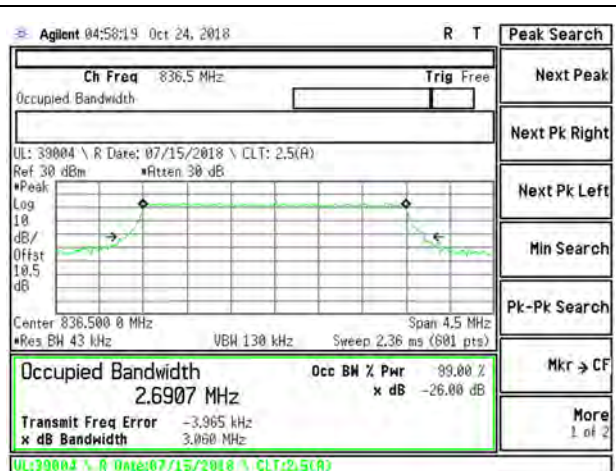 Agilent 04:58:19 Oct 24, 2018 R T
Peak Search
Ch Freq 836.5 MHz Trig Free
Occupied Bandwidth
Next Peak
Next Pk Right
UL: 39004 \ R Date: 07/15/2018 \ CLT: 2.5(A)
Ref 30 dBm *Atten 30 dB
*Peak
Log
10
dB/
Offst
10.5
dB
Next Pk Left
Min Search
Pk-Pk Search
Center 836.500 0 MHz Span 4.5 MHz
*Res BW 43 kHz VBW 130 kHz Sweep 2.36 ms (601 pts)
Occupied Bandwidth Occ BW % Pwr 99.00 %
2.6907 MHz x dB -26.00 dB
Mkr → CF
Transmit Freq Error -3.965 kHz
x dB Bandwidth 3.060 MHz
More
1 of 2
UL:39004 \ R Date:07/15/2018 \ CLT:2.5(A)